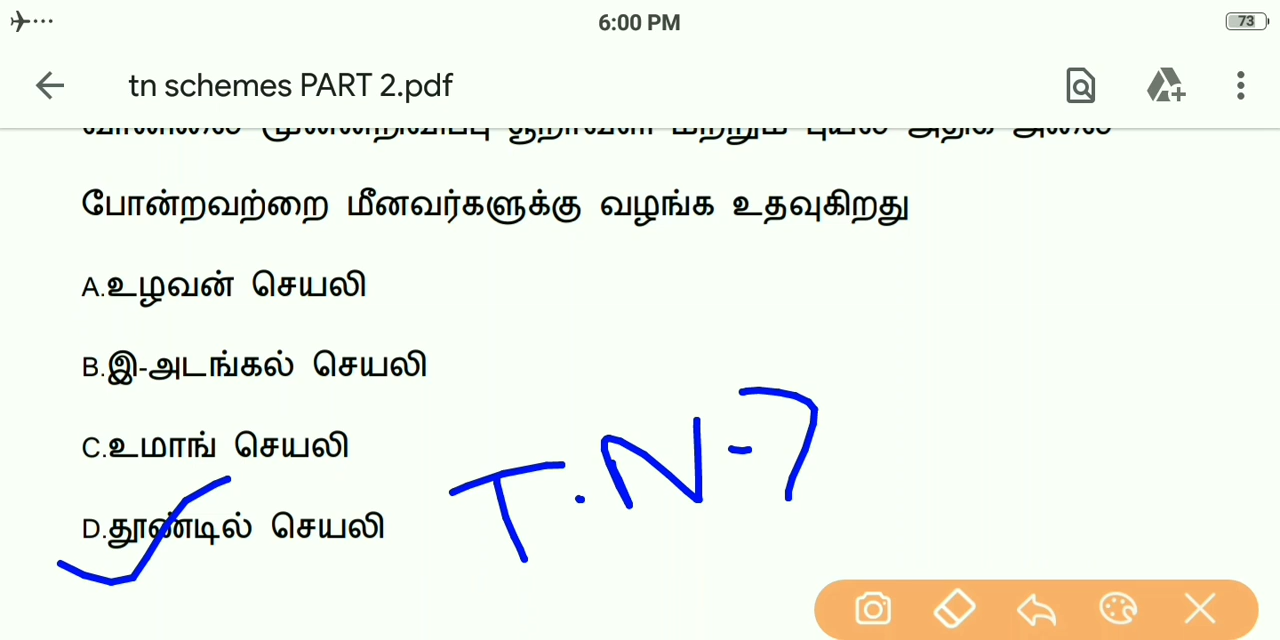 6:00 PM
73
tn schemes PART 2.pdf
போன்றவற்றை மீனவர்களுக்கு வழங்க உதவுகிறது
A.உழவன் செயலி
B.இ-அடங்கல் செயலி
C.உமாங் செயலி
D.தூண்டில் செயலி
T.N-7